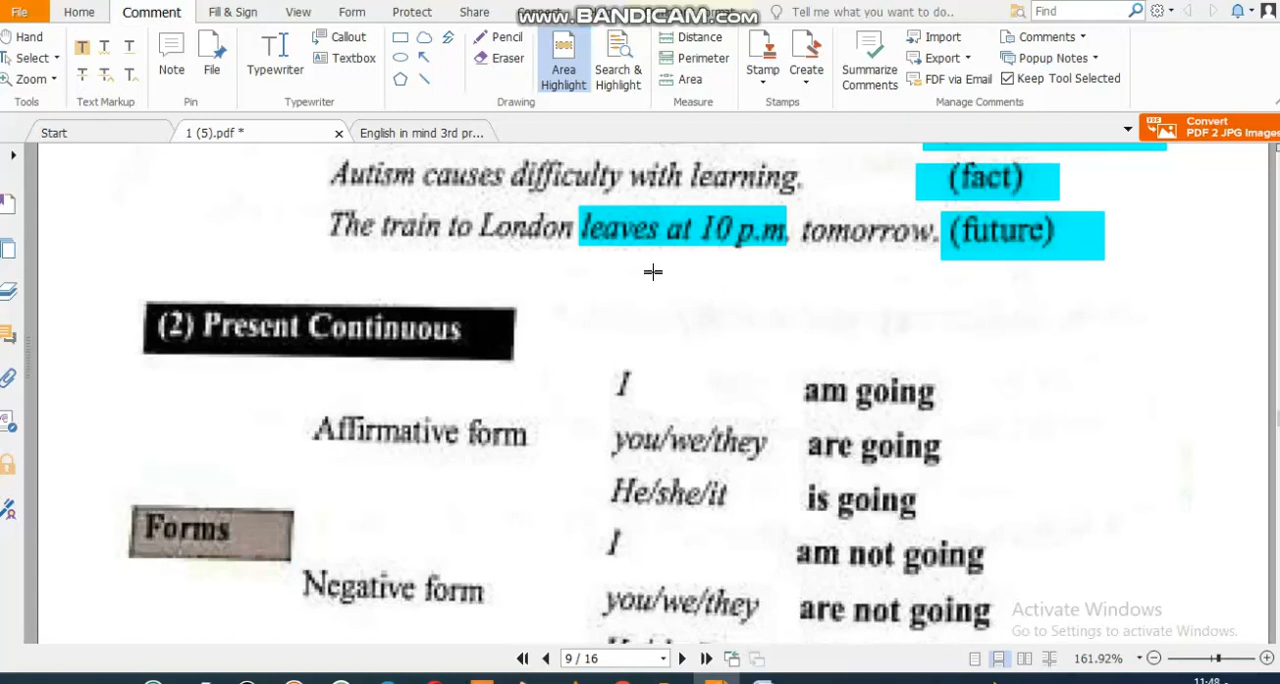 www.BANDICAM.com
File Home Comment Fill & Sign View Form Protect Share Tell me what you want to do.. Find
Hand Select Zoom Tools
Text Markup
Note File Pin
Typewriter Callout Textbox Typewriter
Pencil Eraser Area Highlight Search & Highlight Drawing
Distance Perimeter Area Measure
Stamp Create Stamps
Summarize Comments Import Export FDF via Email Comments Popup Notes Keep Tool Selected Manage Comments
Start 1 (5).pdf * English in mind 3rd pr... Convert PDF 2 JPG Images
Autism causes difficulty with learning. (fact)
The train to London leaves at 10 p.m, tomorrow. (future)
(2) Present Continuous
I am going
Affirmative form you/we/they are going
He/she/it is going
Forms
I am not going
Negative form you/we/they are not going
Activate Windows
Go to Settings to activate Windows.
9 / 16 161.92%
11:48